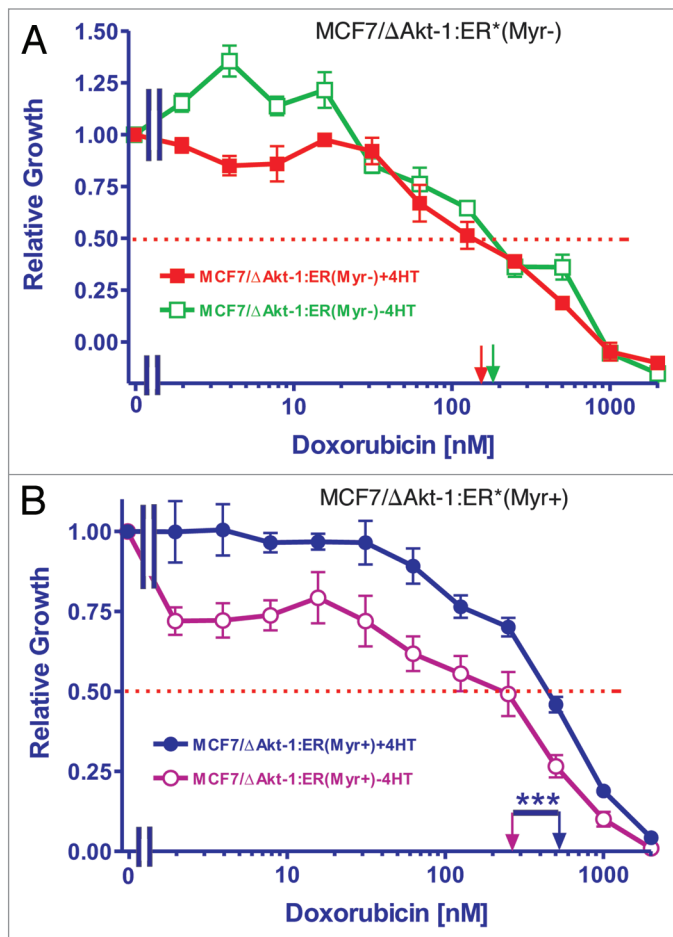 A
MCF7/ΔAkt-1:ER*(Myr-)
1.50
1.25
1.00
0.75
0.50
0.25
0.00
Relative Growth
MCF7/ΔAkt-1:ER(Myr-)+4HT
MCF7/ΔAkt-1:ER(Myr-)-4HT
0
10
100
1000
Doxorubicin [nM]
B
MCF7/ΔAkt-1:ER*(Myr+)
1.00
0.75
0.50
0.25
0.00
Relative Growth
MCF7/ΔAkt-1:ER(Myr+)+4HT
MCF7/ΔAkt-1:ER(Myr+)-4HT
***
0
10
100
1000
Doxorubicin [nM]